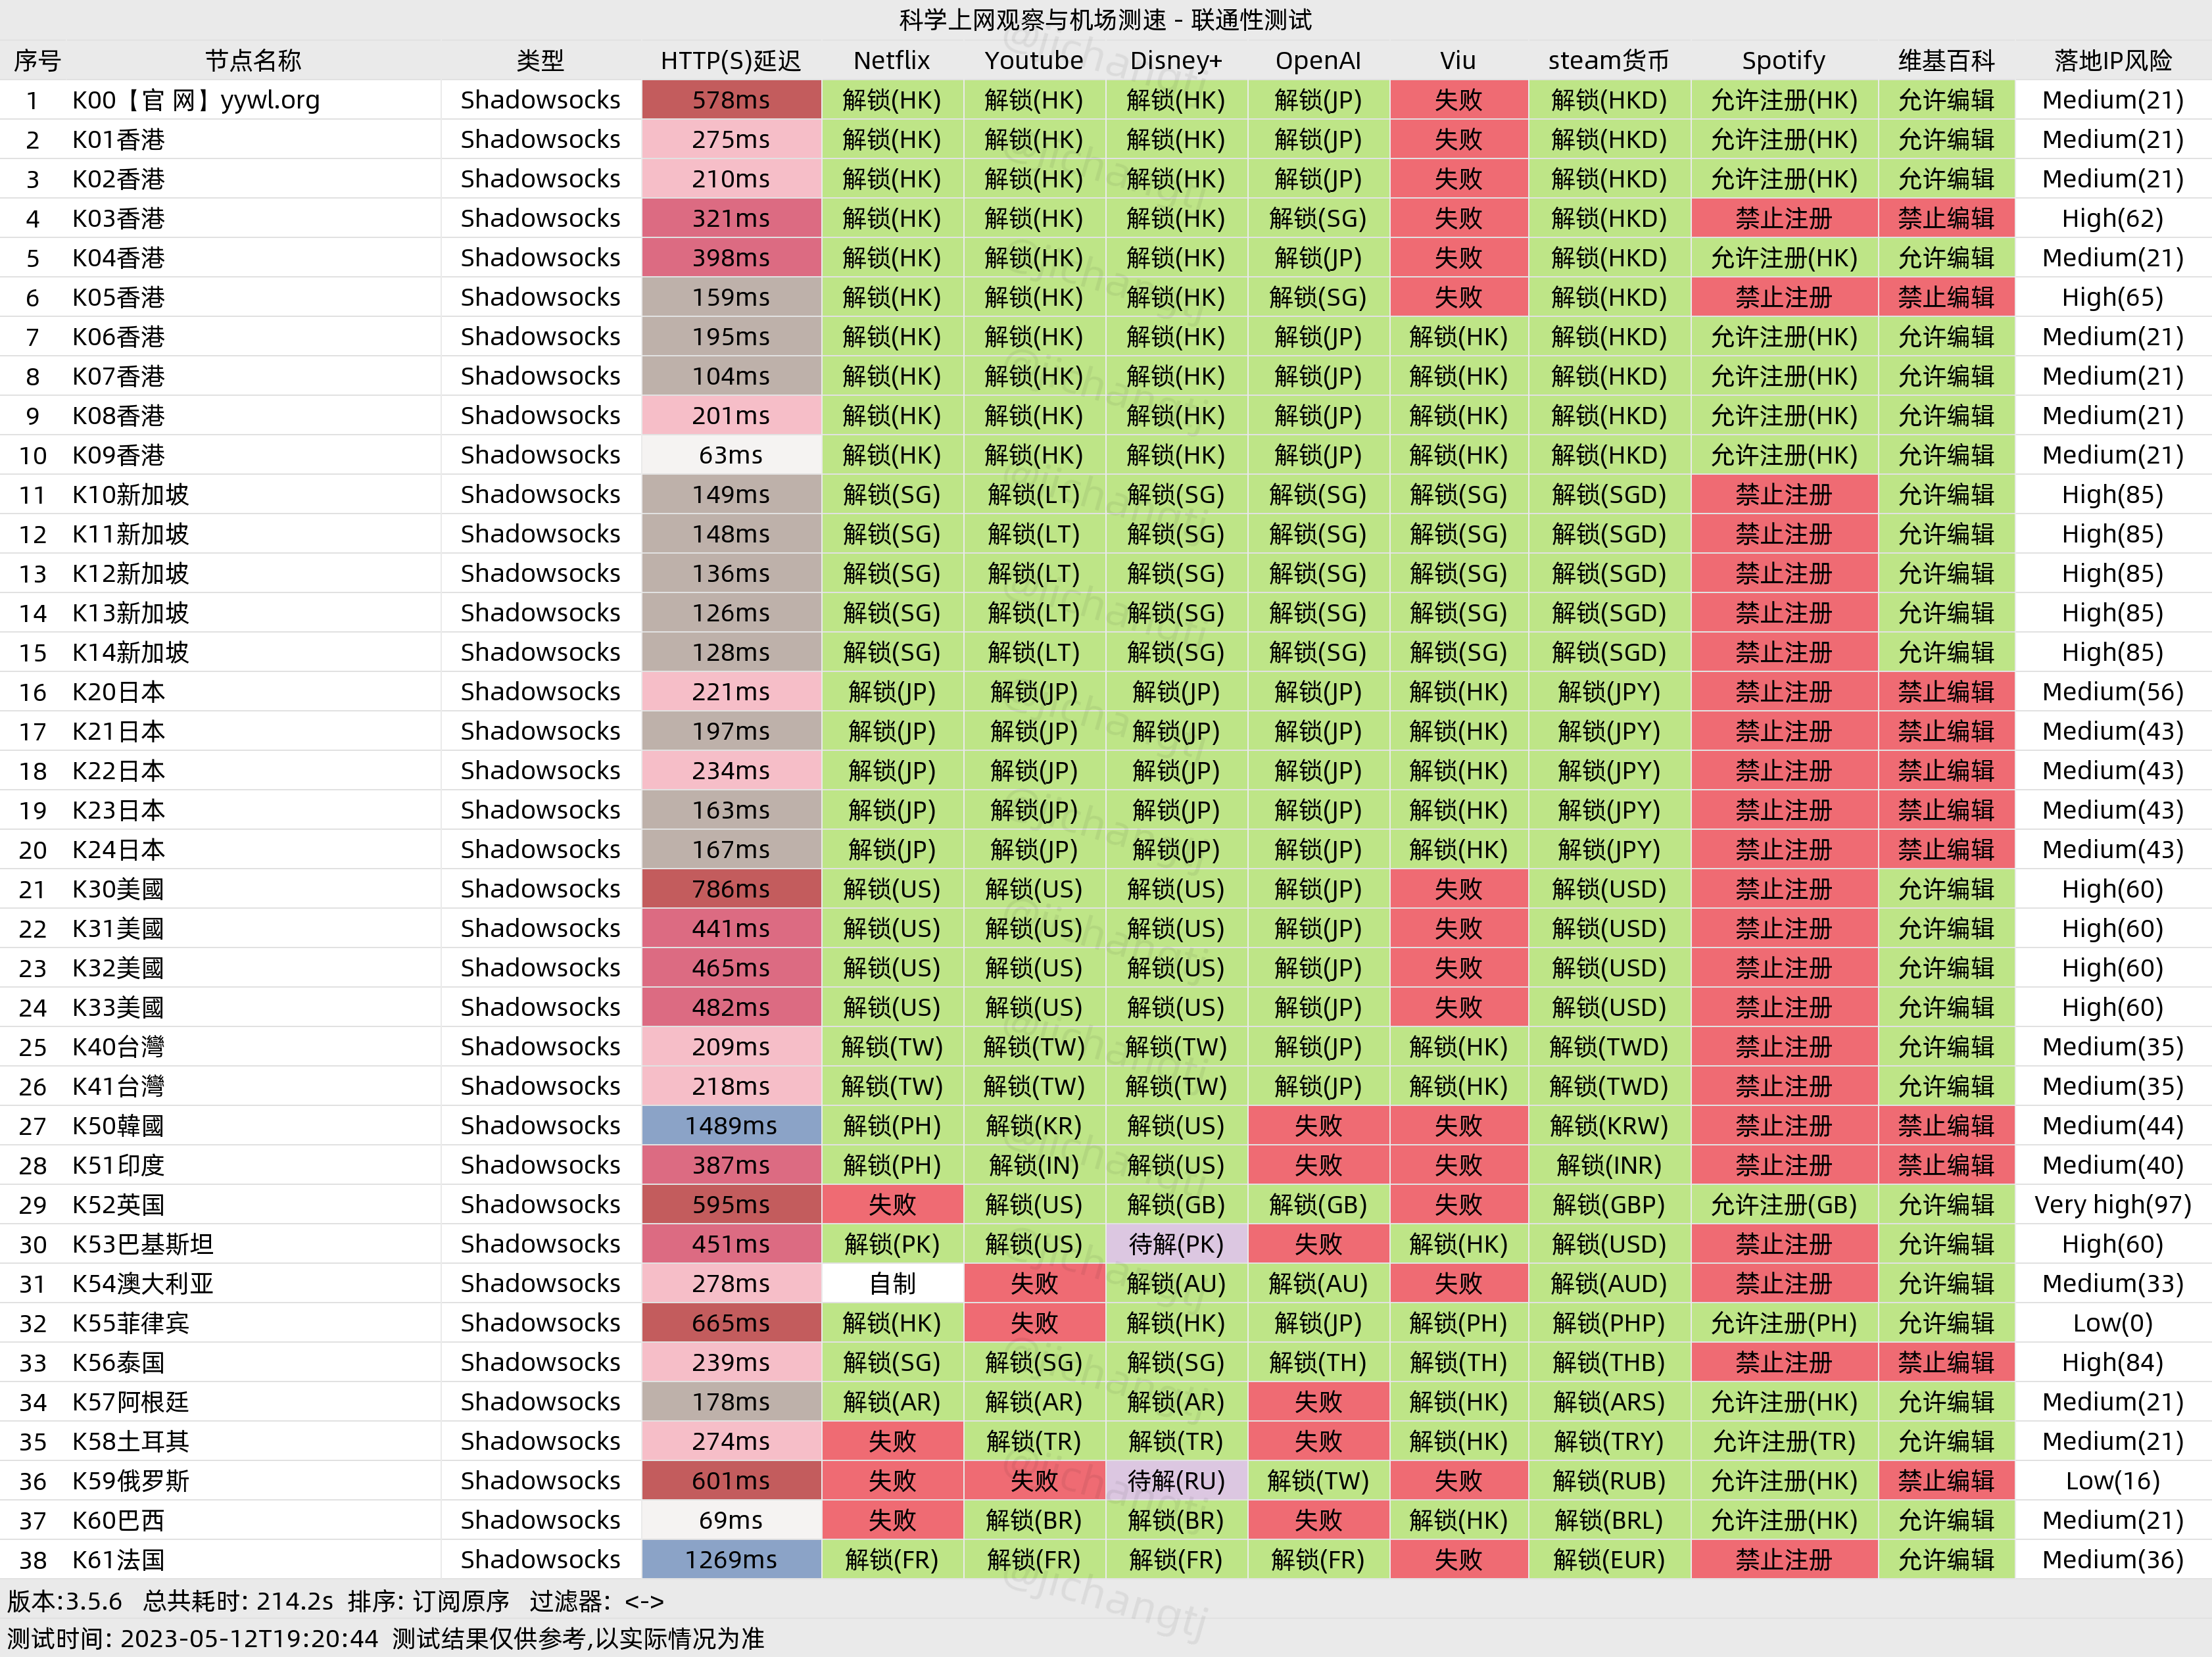 科学上网观察与机场测速 - 联通性测试
序号 节点名称 类型 HTTP(S)延迟 Netflix Youtube Disney+ OpenAI Viu steam货币 Spotify 维基百科 落地IP风险
1 K00【官 网】yywl.org Shadowsocks 578ms 解锁(HK) 解锁(HK) 解锁(HK) 解锁(JP) 失败 解锁(HKD) 允许注册(HK) 允许编辑 Medium(21)
2 K01香港 Shadowsocks 275ms 解锁(HK) 解锁(HK) 解锁(HK) 解锁(JP) 失败 解锁(HKD) 允许注册(HK) 允许编辑 Medium(21)
3 K02香港 Shadowsocks 210ms 解锁(HK) 解锁(HK) 解锁(HK) 解锁(JP) 失败 解锁(HKD) 允许注册(HK) 允许编辑 Medium(21)
4 K03香港 Shadowsocks 321ms 解锁(HK) 解锁(HK) 解锁(HK) 解锁(SG) 失败 解锁(HKD) 禁止注册 禁止编辑 High(62)
5 K04香港 Shadowsocks 398ms 解锁(HK) 解锁(HK) 解锁(HK) 解锁(JP) 失败 解锁(HKD) 允许注册(HK) 允许编辑 Medium(21)
6 K05香港 Shadowsocks 159ms 解锁(HK) 解锁(HK) 解锁(HK) 解锁(SG) 失败 解锁(HKD) 禁止注册 禁止编辑 High(65)
7 K06香港 Shadowsocks 195ms 解锁(HK) 解锁(HK) 解锁(HK) 解锁(JP) 解锁(HK) 解锁(HKD) 允许注册(HK) 允许编辑 Medium(21)
8 K07香港 Shadowsocks 104ms 解锁(HK) 解锁(HK) 解锁(HK) 解锁(JP) 解锁(HK) 解锁(HKD) 允许注册(HK) 允许编辑 Medium(21)
9 K08香港 Shadowsocks 201ms 解锁(HK) 解锁(HK) 解锁(HK) 解锁(JP) 解锁(HK) 解锁(HKD) 允许注册(HK) 允许编辑 Medium(21)
10 K09香港 Shadowsocks 63ms 解锁(HK) 解锁(HK) 解锁(HK) 解锁(JP) 解锁(HK) 解锁(HKD) 允许注册(HK) 允许编辑 Medium(21)
11 K10新加坡 Shadowsocks 149ms 解锁(SG) 解锁(LT) 解锁(SG) 解锁(SG) 解锁(SG) 解锁(SGD) 禁止注册 允许编辑 High(85)
12 K11新加坡 Shadowsocks 148ms 解锁(SG) 解锁(LT) 解锁(SG) 解锁(SG) 解锁(SG) 解锁(SGD) 禁止注册 允许编辑 High(85)
13 K12新加坡 Shadowsocks 136ms 解锁(SG) 解锁(LT) 解锁(SG) 解锁(SG) 解锁(SG) 解锁(SGD) 禁止注册 允许编辑 High(85)
14 K13新加坡 Shadowsocks 126ms 解锁(SG) 解锁(LT) 解锁(SG) 解锁(SG) 解锁(SG) 解锁(SGD) 禁止注册 允许编辑 High(85)
15 K14新加坡 Shadowsocks 128ms 解锁(SG) 解锁(LT) 解锁(SG) 解锁(SG) 解锁(SG) 解锁(SGD) 禁止注册 允许编辑 High(85)
16 K20日本 Shadowsocks 221ms 解锁(JP) 解锁(JP) 解锁(JP) 解锁(JP) 解锁(HK) 解锁(JPY) 禁止注册 禁止编辑 Medium(56)
17 K21日本 Shadowsocks 197ms 解锁(JP) 解锁(JP) 解锁(JP) 解锁(JP) 解锁(HK) 解锁(JPY) 禁止注册 禁止编辑 Medium(43)
18 K22日本 Shadowsocks 234ms 解锁(JP) 解锁(JP) 解锁(JP) 解锁(JP) 解锁(HK) 解锁(JPY) 禁止注册 禁止编辑 Medium(43)
19 K23日本 Shadowsocks 163ms 解锁(JP) 解锁(JP) 解锁(JP) 解锁(JP) 解锁(HK) 解锁(JPY) 禁止注册 禁止编辑 Medium(43)
20 K24日本 Shadowsocks 167ms 解锁(JP) 解锁(JP) 解锁(JP) 解锁(JP) 解锁(HK) 解锁(JPY) 禁止注册 禁止编辑 Medium(43)
21 K30美國 Shadowsocks 786ms 解锁(US) 解锁(US) 解锁(US) 解锁(JP) 失败 解锁(USD) 禁止注册 允许编辑 High(60)
22 K31美國 Shadowsocks 441ms 解锁(US) 解锁(US) 解锁(US) 解锁(JP) 失败 解锁(USD) 禁止注册 允许编辑 High(60)
23 K32美國 Shadowsocks 465ms 解锁(US) 解锁(US) 解锁(US) 解锁(JP) 失败 解锁(USD) 禁止注册 允许编辑 High(60)
24 K33美國 Shadowsocks 482ms 解锁(US) 解锁(US) 解锁(US) 解锁(JP) 失败 解锁(USD) 禁止注册 允许编辑 High(60)
25 K40台灣 Shadowsocks 209ms 解锁(TW) 解锁(TW) 解锁(TW) 解锁(JP) 解锁(HK) 解锁(TWD) 禁止注册 允许编辑 Medium(35)
26 K41台灣 Shadowsocks 218ms 解锁(TW) 解锁(TW) 解锁(TW) 解锁(JP) 解锁(HK) 解锁(TWD) 禁止注册 允许编辑 Medium(35)
27 K50韓國 Shadowsocks 1489ms 解锁(PH) 解锁(KR) 解锁(US) 失败 失败 解锁(KRW) 禁止注册 禁止编辑 Medium(44)
28 K51印度 Shadowsocks 387ms 解锁(PH) 解锁(IN) 解锁(US) 失败 失败 解锁(INR) 禁止注册 禁止编辑 Medium(40)
29 K52英国 Shadowsocks 595ms 失败 解锁(US) 解锁(GB) 解锁(GB) 失败 解锁(GBP) 允许注册(GB) 允许编辑 Very high(97)
30 K53巴基斯坦 Shadowsocks 451ms 解锁(PK) 解锁(US) 待解(PK) 失败 解锁(HK) 解锁(USD) 禁止注册 允许编辑 High(60)
31 K54澳大利亚 Shadowsocks 278ms 自制 失败 解锁(AU) 解锁(AU) 失败 解锁(AUD) 禁止注册 允许编辑 Medium(33)
32 K55菲律宾 Shadowsocks 665ms 解锁(HK) 失败 解锁(HK) 解锁(JP) 解锁(PH) 解锁(PHP) 允许注册(PH) 允许编辑 Low(0)
33 K56泰国 Shadowsocks 239ms 解锁(SG) 解锁(SG) 解锁(SG) 解锁(TH) 解锁(TH) 解锁(THB) 禁止注册 禁止编辑 High(84)
34 K57阿根廷 Shadowsocks 178ms 解锁(AR) 解锁(AR) 解锁(AR) 失败 解锁(HK) 解锁(ARS) 允许注册(HK) 允许编辑 Medium(21)
35 K58土耳其 Shadowsocks 274ms 失败 解锁(TR) 解锁(TR) 失败 解锁(HK) 解锁(TRY) 允许注册(TR) 允许编辑 Medium(21)
36 K59俄罗斯 Shadowsocks 601ms 失败 失败 待解(RU) 解锁(TW) 失败 解锁(RUB) 允许注册(HK) 禁止编辑 Low(16)
37 K60巴西 Shadowsocks 69ms 失败 解锁(BR) 解锁(BR) 失败 解锁(HK) 解锁(BRL) 允许注册(HK) 允许编辑 Medium(21)
38 K61法国 Shadowsocks 1269ms 解锁(FR) 解锁(FR) 解锁(FR) 解锁(FR) 失败 解锁(EUR) 禁止注册 允许编辑 Medium(36)
版本:3.5.6 总共耗时: 214.2s 排序: 订阅原序 过滤器: <->
测试时间: 2023-05-12T19:20:44 测试结果仅供参考,以实际情况为准
@jichangtj